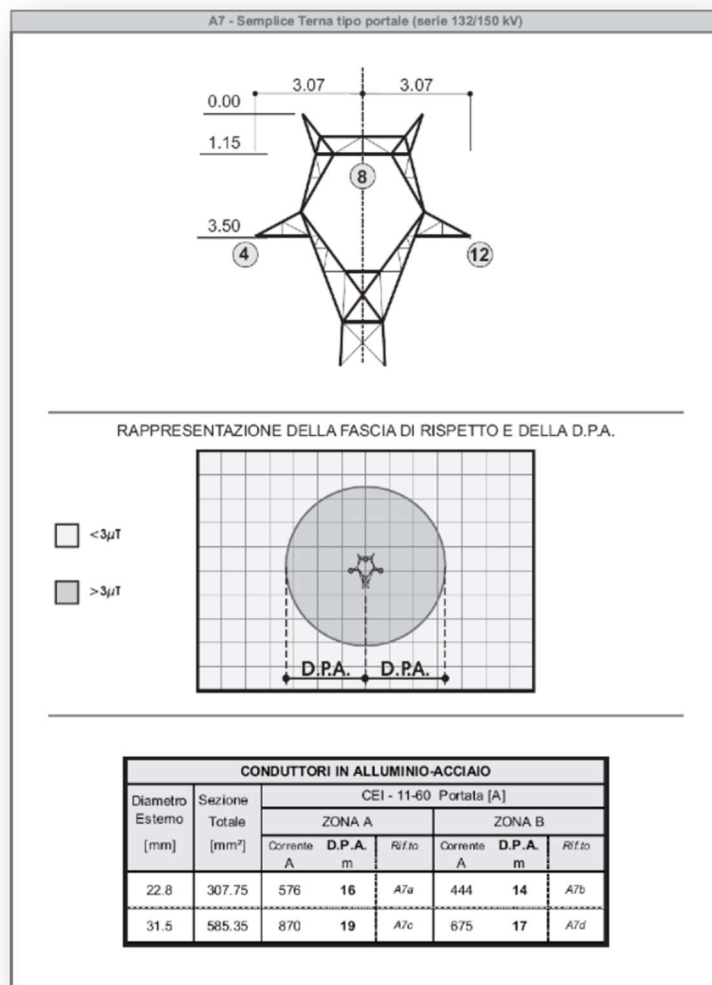 A7 - Semplice Terna tipo portale (serie 132/150 kV)
3.07 3.07
0.00
1.15
8
3.50
4 12
RAPPRESENTAZIONE DELLA FASCIA DI RISPETTO E DELLA D.P.A.
<3µT
>3µT
D.P.A. D.P.A.
CONDUTTORI IN ALLUMINIO-ACCIAIO
Diametro Esterno [mm] Sezione Totale [mm²] CEI - 11-60 Portata [A]
ZONA A ZONA B
Corrente A D.P.A. m Rif.to Corrente A D.P.A. m Rif.to
22.8 307.75 576 16 A7a 444 14 A7b
31.5 585.35 870 19 A7c 675 17 A7d